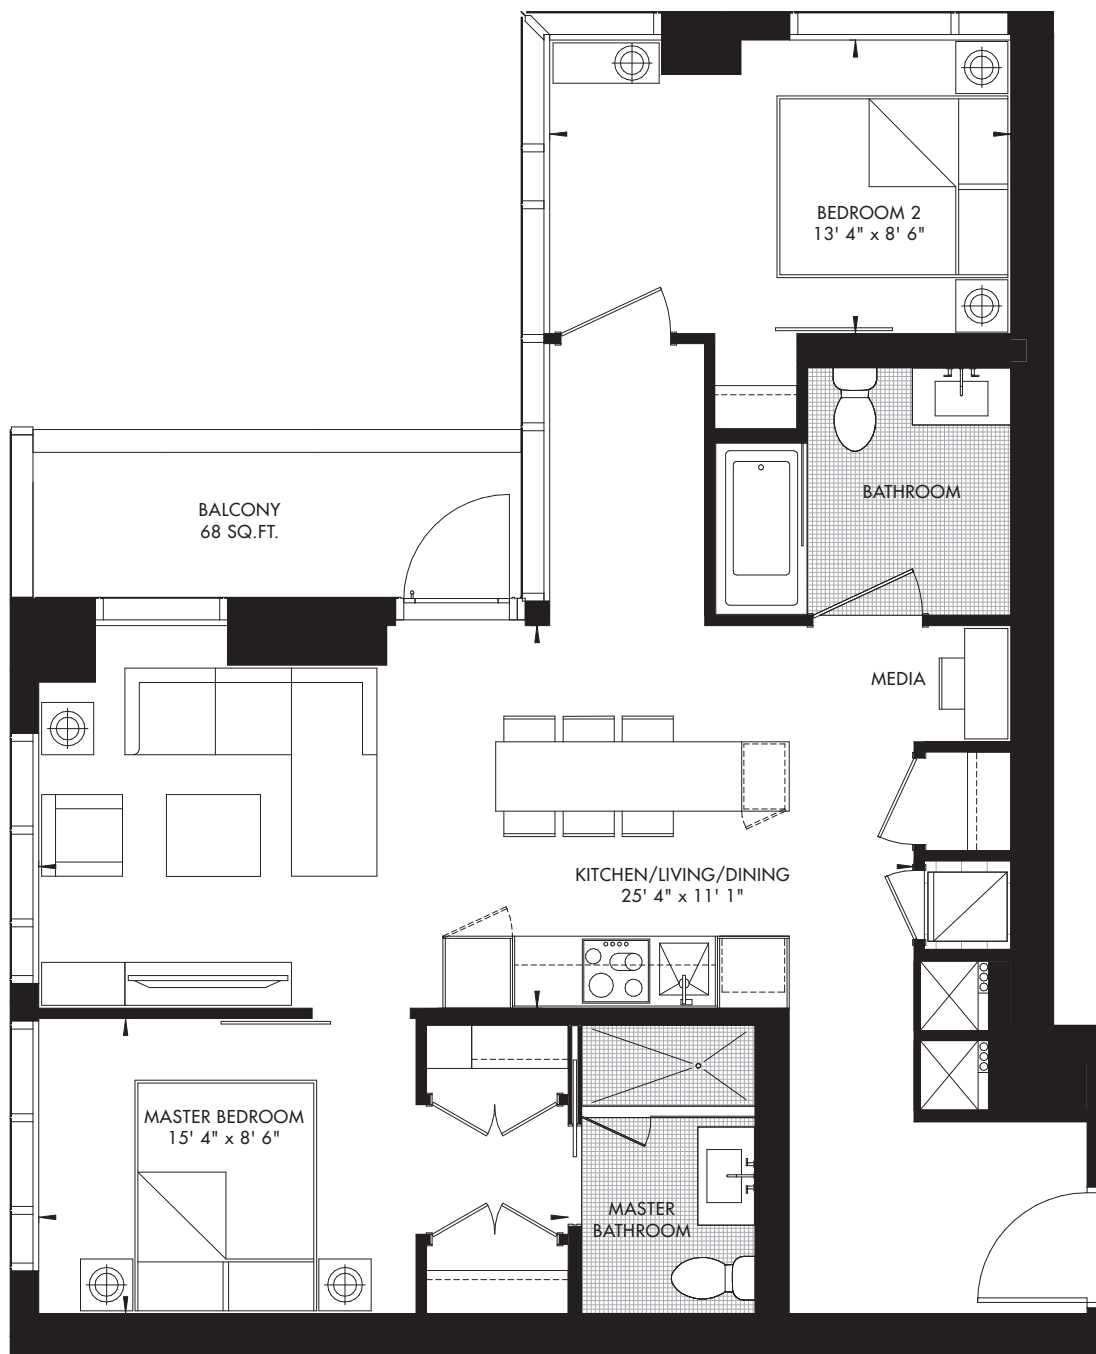 BEDROOM 2
13' 4" x 8' 6"
BALCONY
68 SQ.FT.
BATHROOM
MEDIA
KITCHEN/LIVING/DINING
25' 4" x 11' 1"
MASTER BEDROOM
15' 4" x 8' 6"
MASTER
BATHROOM